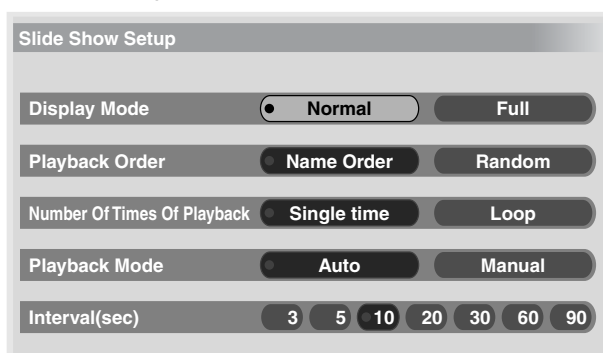 Slide Show Setup
Display Mode Normal Full
Playback Order Name Order Random
Number Of Times Of Playback Single time Loop
Playback Mode Auto Manual
Interval(sec) 3 5 10 20 30 60 90